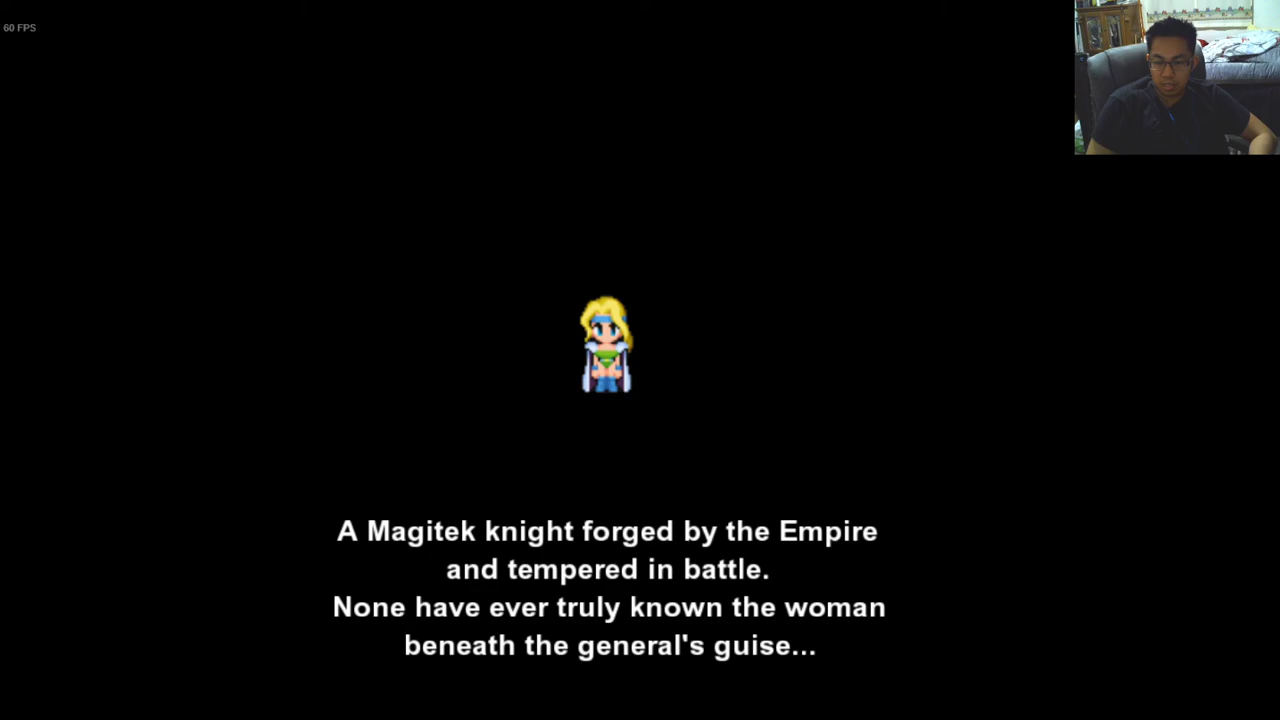 60 FPS
A Magitek knight forged by the Empire
and tempered in battle.
None have ever truly known the woman
beneath the general's guise...